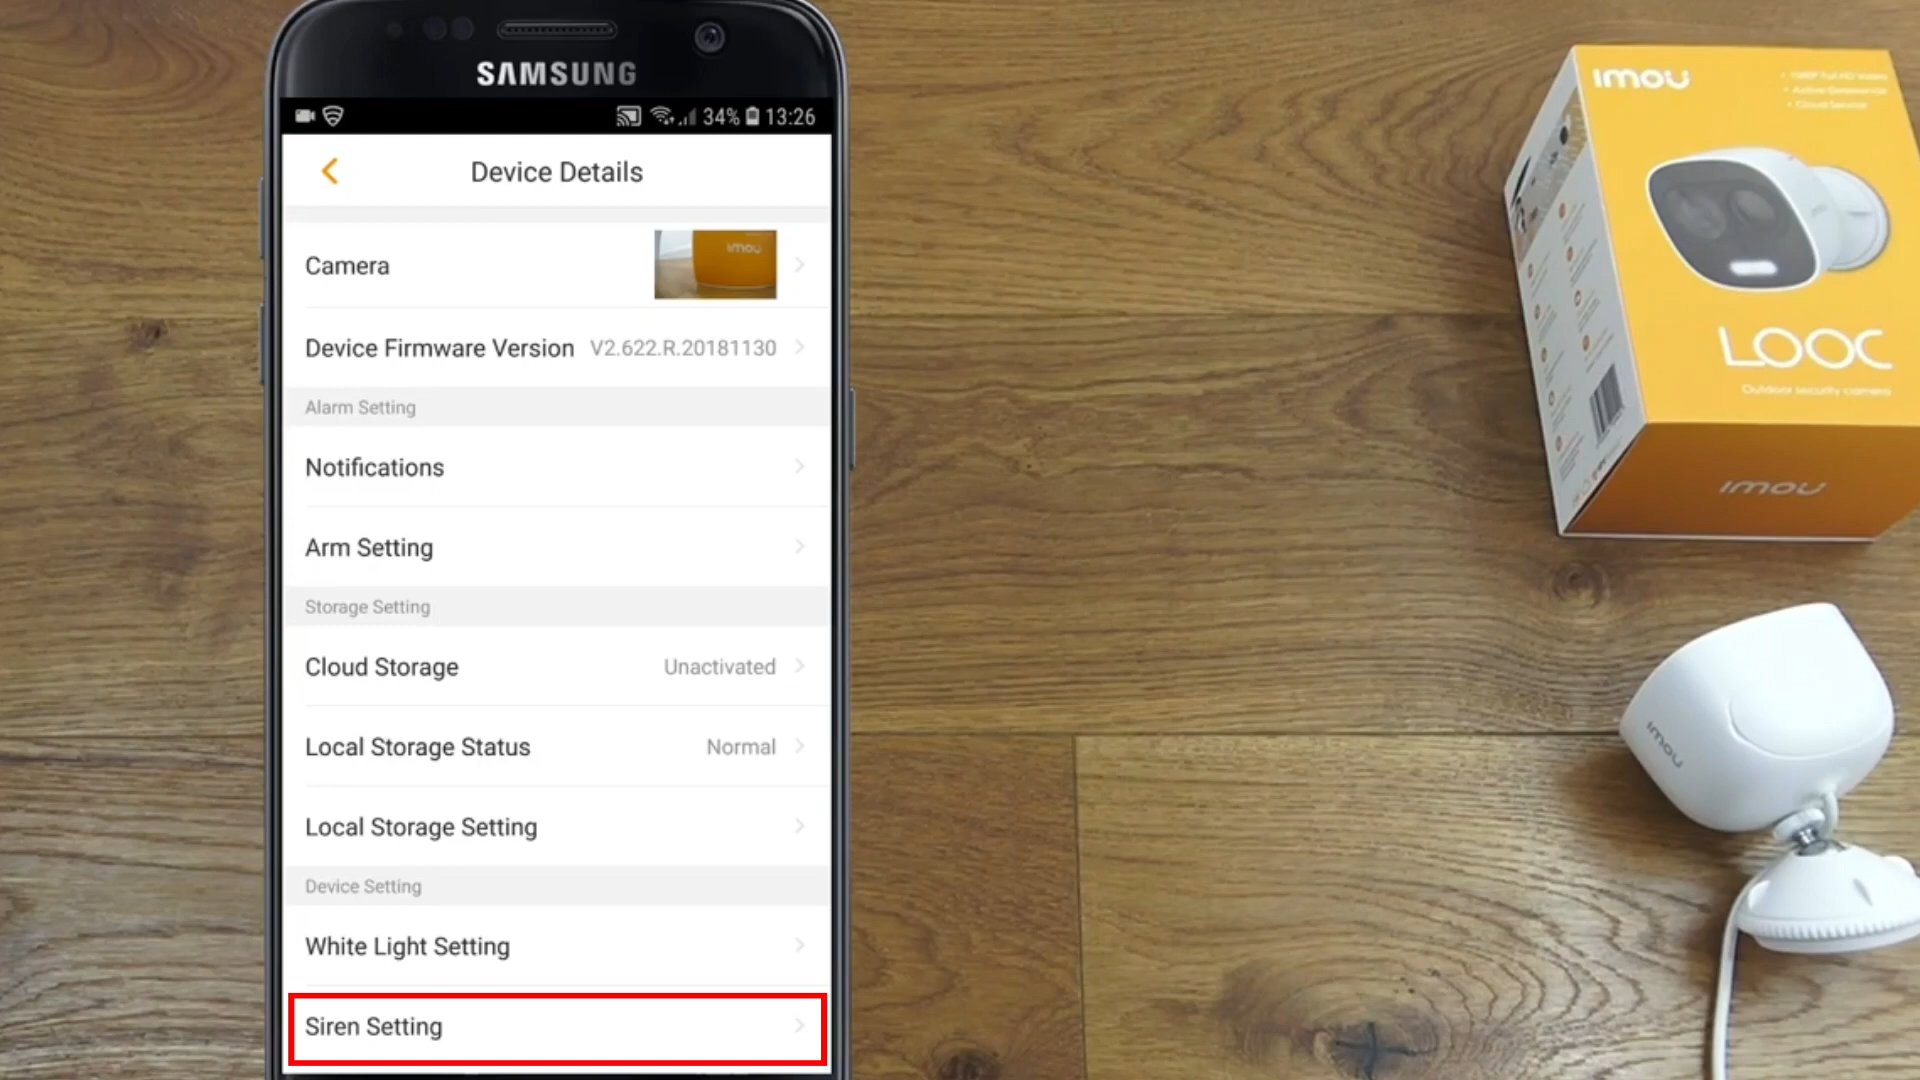 SAMSUNG
34% 13:26
Device Details
Camera
imou
Device Firmware Version V2.622.R.20181130
Alarm Setting
Notifications
Arm Setting
Storage Setting
Cloud Storage Unactivated
Local Storage Status Normal
Local Storage Setting
Device Setting
White Light Setting
Siren Setting
imou
1080P Full HD Video
Active Deterrence
Cloud Service
LOOC
Outdoor security camera
imou
imou